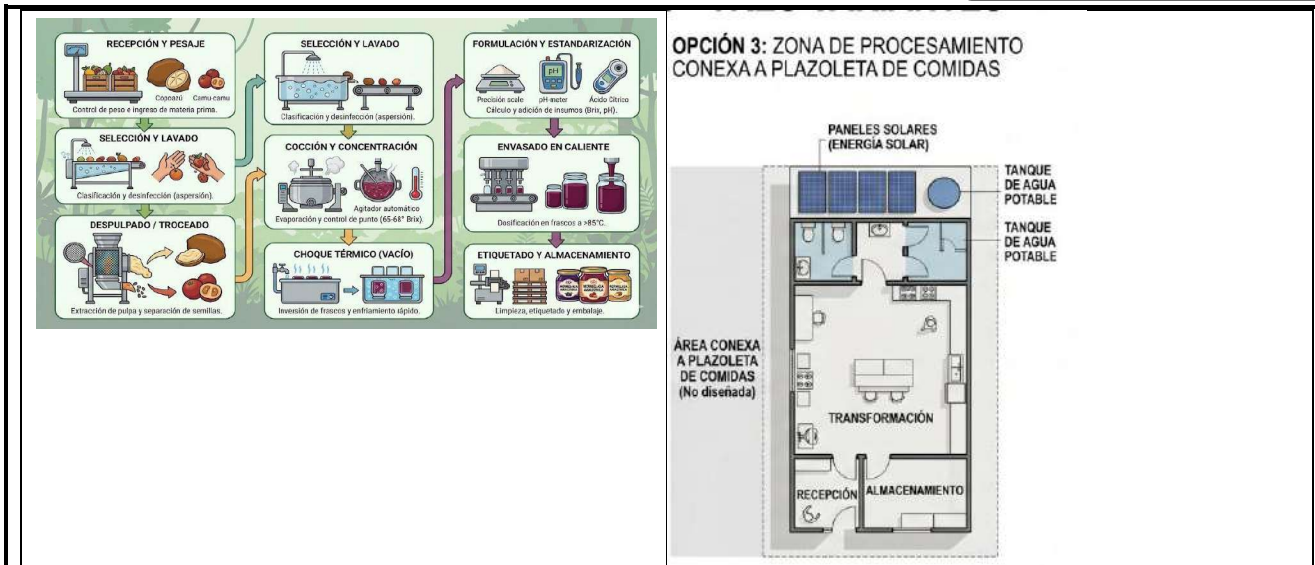 RECEPCIÓN Y PESAJE
Copoazú
Camu-camu
Control de peso e ingreso de materia prima.
SELECCIÓN Y LAVADO
Clasificación y desinfección (aspersión).
DESPULPADO / TROCEADO
Extracción de pulpa y separación de semillas.
SELECCIÓN Y LAVADO
Clasificación y desinfección (aspersión).
COCCIÓN Y CONCENTRACIÓN
Agitador automático
Evaporación y control de punto (65-68° Brix).
CHOQUE TÉRMICO (VACÍO)
Inversión de frascos y enfriamiento rápido.
FORMULACIÓN Y ESTANDARIZACIÓN
pH
Precisión scale
pH-meter
Ácido Cítrico
Cálculo y adición de insumos (Brix, pH).
ENVASADO EN CALIENTE
Dosificación en frascos a >85°C.
ETIQUETADO Y ALMACENAMIENTO
Limpieza, etiquetado y embalaje.
OPCIÓN 3: ZONA DE PROCESAMIENTO
CONEXA A PLAZOLETA DE COMIDAS
PANELES SOLARES
(ENERGÍA SOLAR)
TANQUE
DE AGUA
POTABLE
TANQUE
DE AGUA
POTABLE
ÁREA CONEXA
A PLAZOLETA
DE COMIDAS
(No diseñada)
TRANSFORMACIÓN
RECEPCIÓN
ALMACENAMIENTO